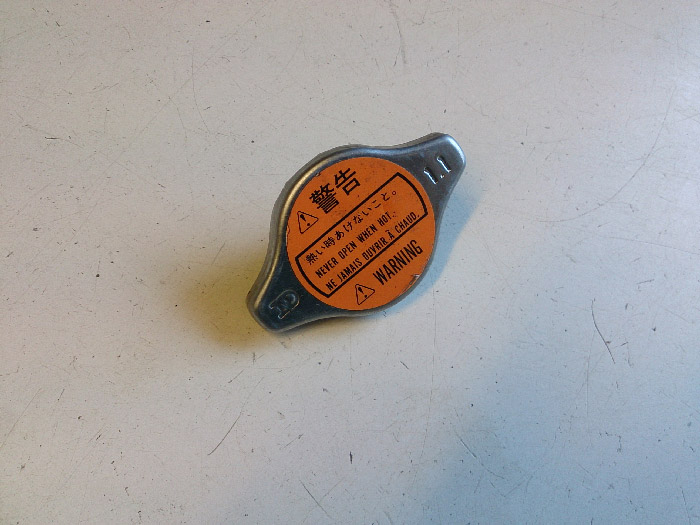 警告
熱い時あけないこと。
NEVER OPEN WHEN HOT.
NE JAMAIS OUVRIR À CHAUD.
WARNING
1.1